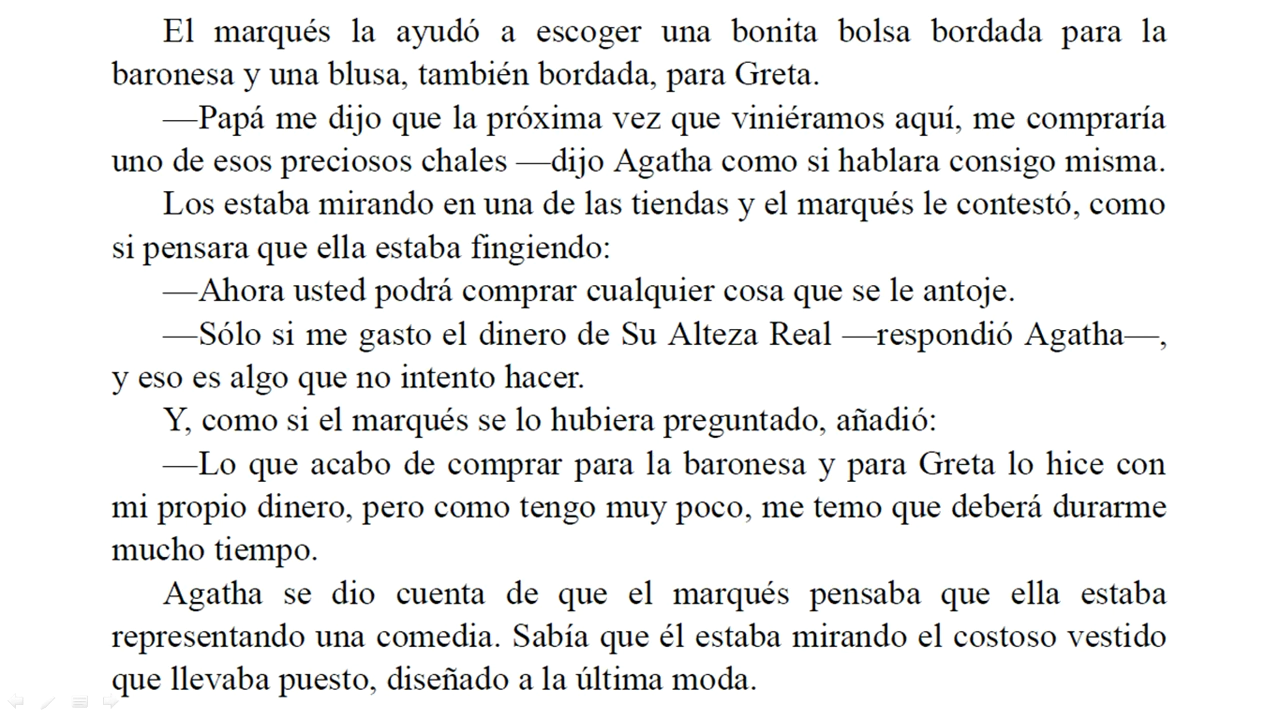 El marqués la ayudó a escoger una bonita bolsa bordada para la
baronesa y una blusa, también bordada, para Greta.
—Papá me dijo que la próxima vez que viniéramos aquí, me compraría
uno de esos preciosos chales —dijo Agatha como si hablara consigo misma.
Los estaba mirando en una de las tiendas y el marqués le contestó, como
si pensara que ella estaba fingiendo:
—Ahora usted podrá comprar cualquier cosa que se le antoje.
—Sólo si me gasto el dinero de Su Alteza Real —respondió Agatha—,
y eso es algo que no intento hacer.
Y, como si el marqués se lo hubiera preguntado, añadió:
—Lo que acabo de comprar para la baronesa y para Greta lo hice con
mi propio dinero, pero como tengo muy poco, me temo que deberá durarme
mucho tiempo.
Agatha se dio cuenta de que el marqués pensaba que ella estaba
representando una comedia. Sabía que él estaba mirando el costoso vestido
que llevaba puesto, diseñado a la última moda.